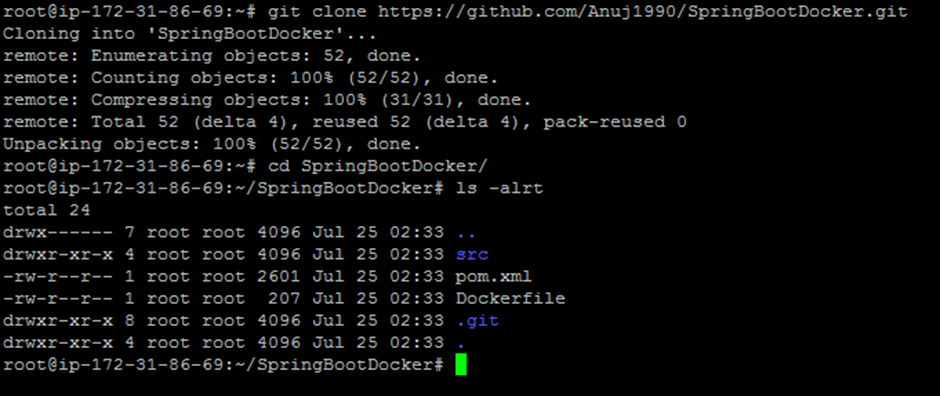 root@ip-172-31-86-69:~# git clone https://github.com/Anuj1990/SpringBootDocker.git
Cloning into 'SpringBootDocker'...
remote: Enumerating objects: 52, done.
remote: Counting objects: 100% (52/52), done.
remote: Compressing objects: 100% (31/31), done.
remote: Total 52 (delta 4), reused 52 (delta 4), pack-reused 0
Unpacking objects: 100% (52/52), done.
root@ip-172-31-86-69:~# cd SpringBootDocker/
root@ip-172-31-86-69:~/SpringBootDocker# ls -alrt
total 24
drwx------ 7 root root 4096 Jul 25 02:33 ..
drwxr-xr-x 4 root root 4096 Jul 25 02:33 src
-rw-r--r-- 1 root root 2601 Jul 25 02:33 pom.xml
-rw-r--r-- 1 root root  207 Jul 25 02:33 Dockerfile
drwxr-xr-x 8 root root 4096 Jul 25 02:33 .git
drwxr-xr-x 4 root root 4096 Jul 25 02:33 .
root@ip-172-31-86-69:~/SpringBootDocker#